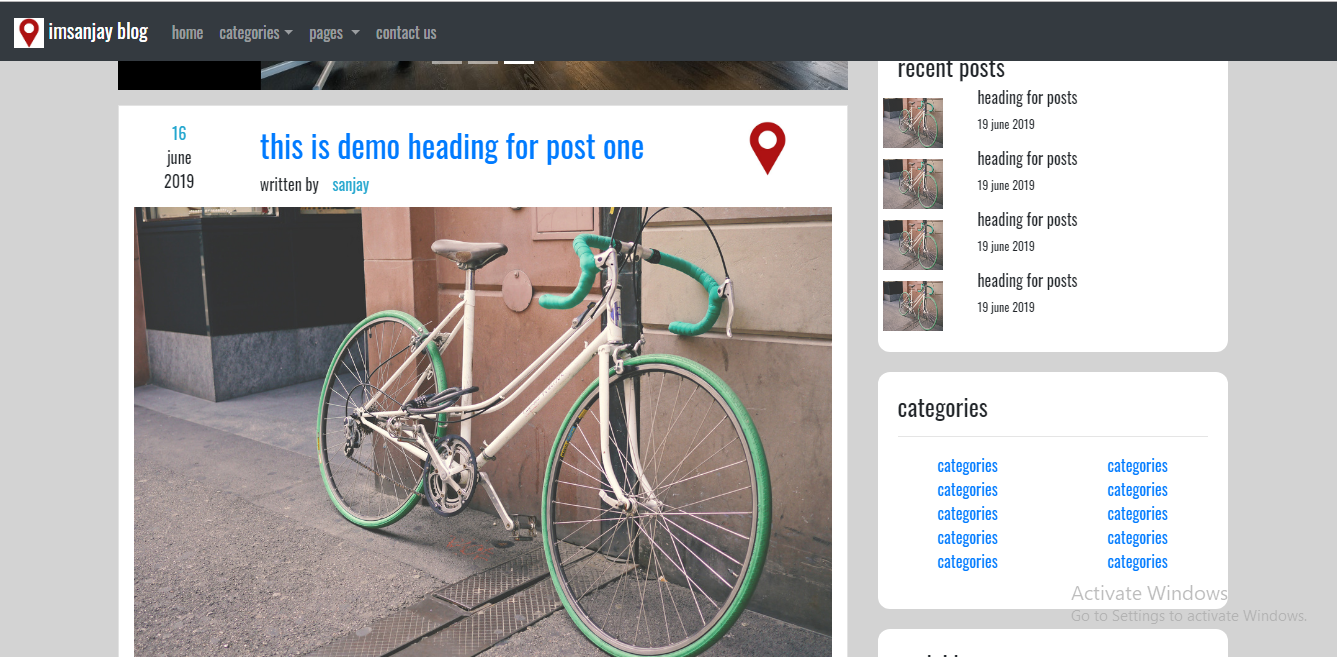 imsanjay blog home categories pages contact us
16
june
2019
this is demo heading for post one
written by sanjay
recent posts
heading for posts
19 june 2019
heading for posts
19 june 2019
heading for posts
19 june 2019
heading for posts
19 june 2019
categories
categories categories
categories categories
categories categories
categories categories
categories categories
Activate Windows
Go to Settings to activate Windows.